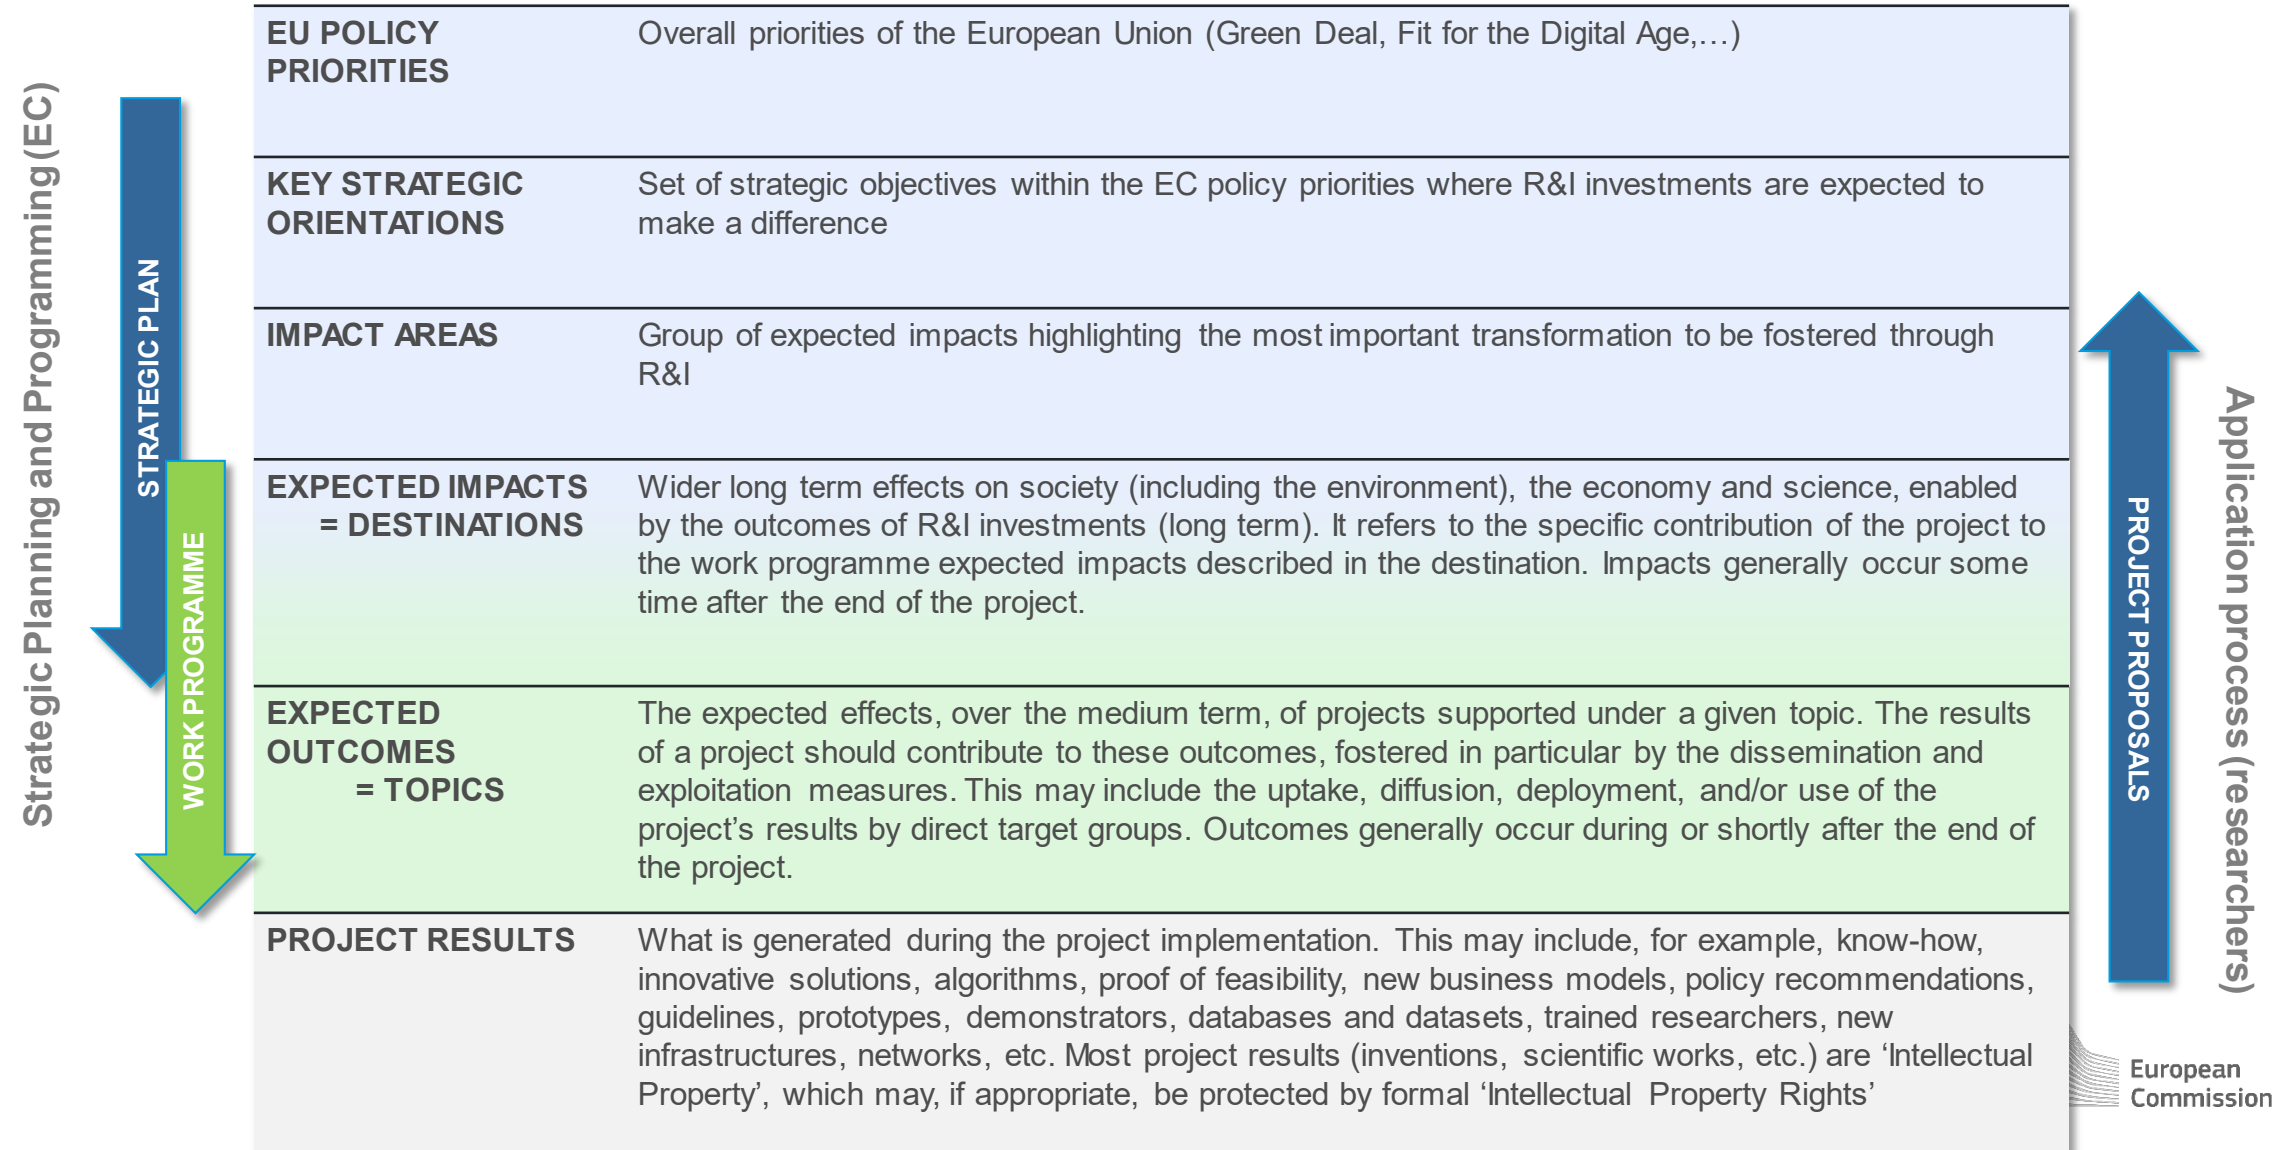 Strategic Planning and Programming (EC)
STRATEGIC PLAN
WORK PROGRAMME
EU POLICY
PRIORITIES
Overall priorities of the European Union (Green Deal, Fit for the Digital Age,…)
KEY STRATEGIC
ORIENTATIONS
Set of strategic objectives within the EC policy priorities where R&I investments are expected to
make a difference
IMPACT AREAS
Group of expected impacts highlighting the most important transformation to be fostered through
R&I
EXPECTED IMPACTS
= DESTINATIONS
Wider long term effects on society (including the environment), the economy and science, enabled
by the outcomes of R&I investments (long term). It refers to the specific contribution of the project to
the work programme expected impacts described in the destination. Impacts generally occur some
time after the end of the project.
EXPECTED
OUTCOMES
= TOPICS
The expected effects, over the medium term, of projects supported under a given topic. The results
of a project should contribute to these outcomes, fostered in particular by the dissemination and
exploitation measures. This may include the uptake, diffusion, deployment, and/or use of the
project’s results by direct target groups. Outcomes generally occur during or shortly after the end of
the project.
PROJECT RESULTS
What is generated during the project implementation. This may include, for example, know-how,
innovative solutions, algorithms, proof of feasibility, new business models, policy recommendations,
guidelines, prototypes, demonstrators, databases and datasets, trained researchers, new
infrastructures, networks, etc. Most project results (inventions, scientific works, etc.) are ‘Intellectual
Property’, which may, if appropriate, be protected by formal ‘Intellectual Property Rights’
PROJECT PROPOSALS
Application process (researchers)
European
Commission